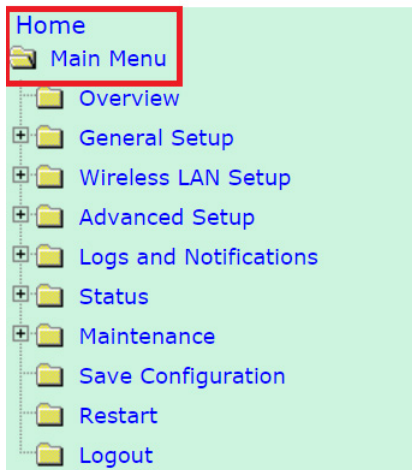 Home
Main Menu
Overview
General Setup
Wireless LAN Setup
Advanced Setup
Logs and Notifications
Status
Maintenance
Save Configuration
Restart
Logout